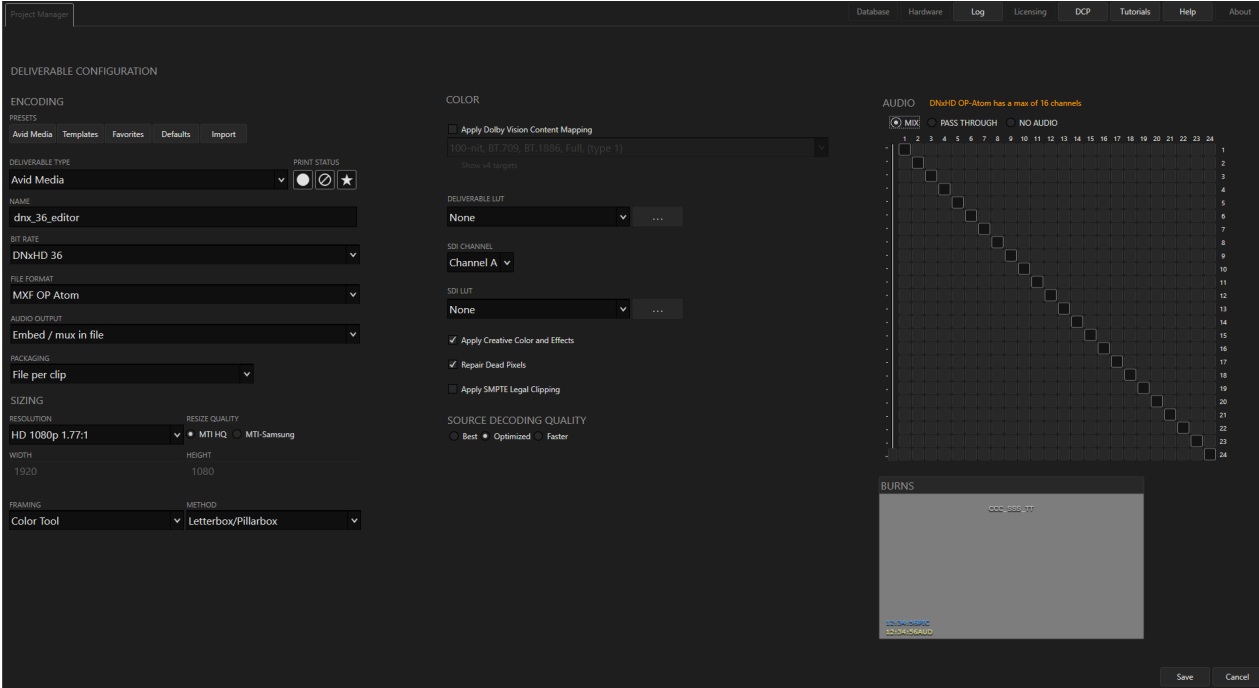 Project Manager
Database Hardware Log Licensing DCP Tutorials Help About
DELIVERABLE CONFIGURATION
ENCODING
PRESETS
Avid Media Templates Favorites Defaults Import
DELIVERABLE TYPE PRINT STATUS
Avid Media
NAME
dnx_36_editor
BIT RATE
DNxHD 36
FILE FORMAT
MXF OP Atom
AUDIO OUTPUT
Embed / mux in file
PACKAGING
File per clip
SIZING
RESOLUTION RESIZE QUALITY
HD 1080p 1.77:1 MTI HQ MTI-Samsung
WIDTH HEIGHT
1920 1080
FRAMING METHOD
Color Tool Letterbox/Pillarbox
COLOR
Apply Dolby Vision Content Mapping
100-nit, BT.709, BT.1886, Full, (type 1)
Show v4 targets
DELIVERABLE LUT
None ...
SDI CHANNEL
Channel A
SDI LUT
None ...
Apply Creative Color and Effects
Repair Dead Pixels
Apply SMPTE Legal Clipping
SOURCE DECODING QUALITY
Best Optimized Faster
AUDIO DNxHD OP-Atom has a max of 16 channels
MIX PASS THROUGH NO AUDIO
1 2 3 4 5 6 7 8 9 10 11 12 13 14 15 16 17 18 19 20 21 22 23 24
1
2
3
4
5
6
7
8
9
10
11
12
13
14
15
16
17
18
19
20
21
22
23
24
BURNS
CCC_SSS_TT
12:34:56PIC
12:34:56AUD
Save Cancel